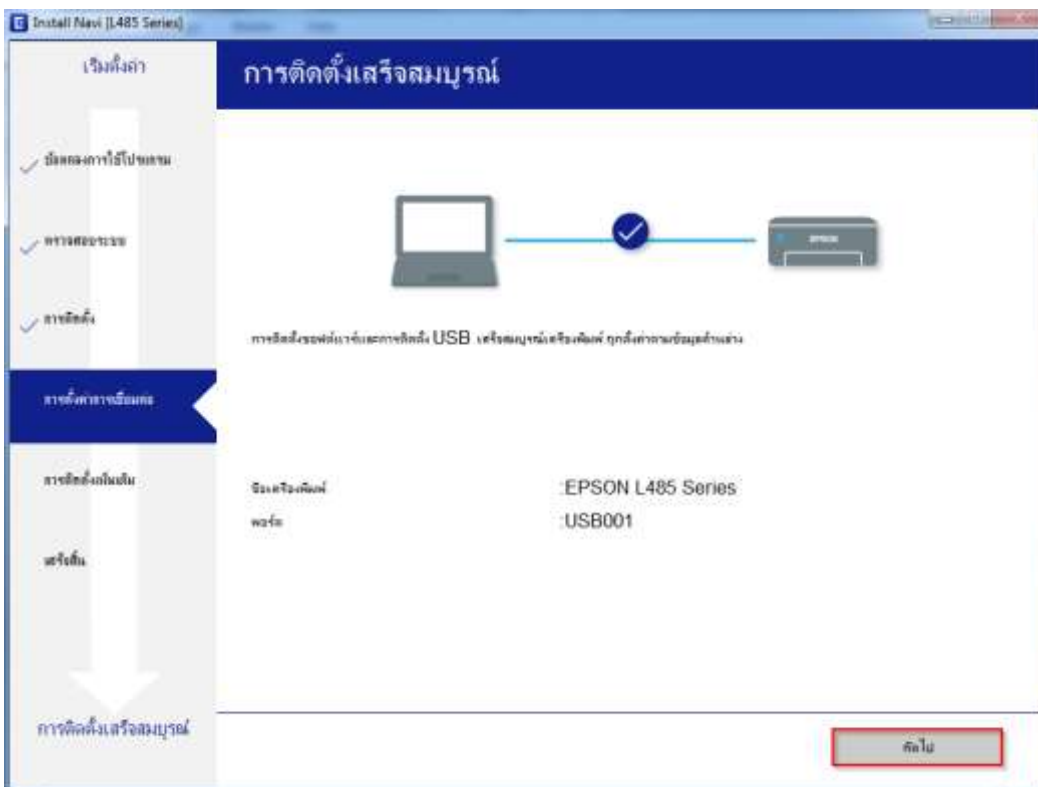 Install Navi [L485 Series]
เริ่มตั้งค่า
การติดตั้งเสร็จสมบูรณ์
ข้อตกลงการใช้โปรแกรม
ตรวจสอบระบบ
การติดตั้ง
การติดตั้งซอฟต์แวร์และการติดตั้ง USB เสร็จสมบูรณ์เครื่องพิมพ์ ถูกตั้งค่าตามข้อมูลด้านล่าง
การตั้งค่าการเชื่อมต่อ
การติดตั้งเพิ่มเติม
ชื่อเครื่องพิมพ์ :EPSON L485 Series
พอร์ต :USB001
เสร็จสิ้น
การติดตั้งเสร็จสมบูรณ์
ถัดไป